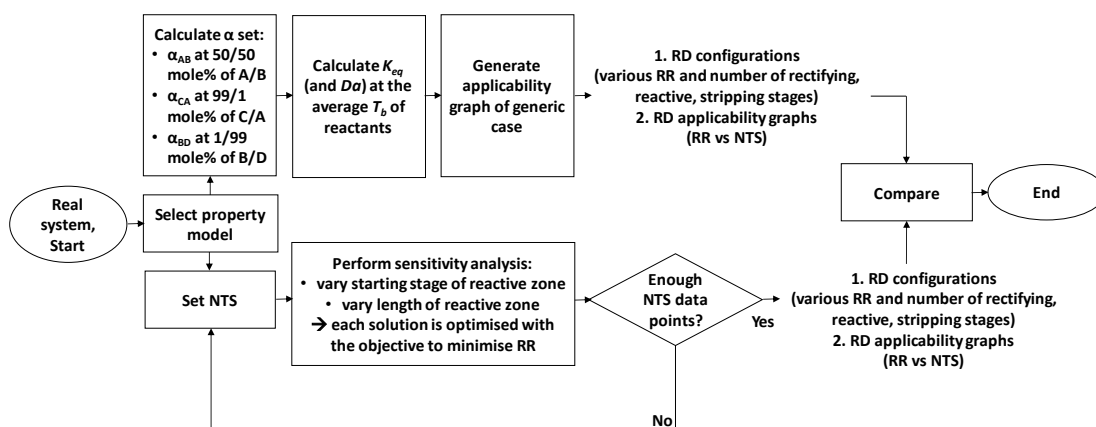 Real
system,
Start
Select property
model
Calculate α set:
• αAB at 50/50
mole% of A/B
• αCA at 99/1
mole% of C/A
• αBD at 1/99
mole% of B/D
Calculate Keq
(and Da) at the
average Tb of
reactants
Generate
applicability
graph of generic
case
1. RD configurations
(various RR and number of rectifying,
reactive, stripping stages)
2. RD applicability graphs
(RR vs NTS)
Compare
End
Set NTS
Perform sensitivity analysis:
• vary starting stage of reactive zone
• vary length of reactive zone
→ each solution is optimised with
the objective to minimise RR
Enough
NTS data
points?
Yes
No
1. RD configurations
(various RR and number of rectifying,
reactive, stripping stages)
2. RD applicability graphs
(RR vs NTS)